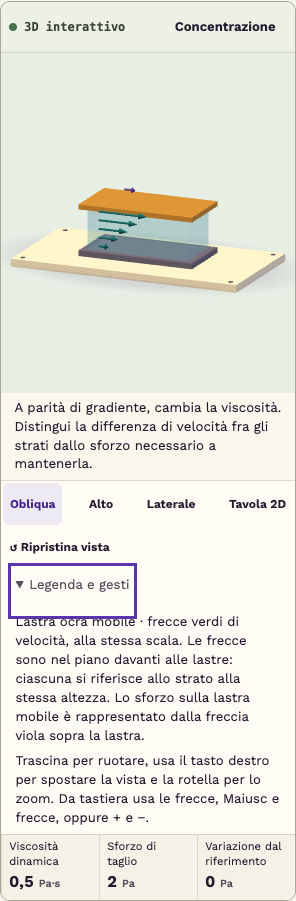 3D interattivo
Concentrazione
A parità di gradiente, cambia la viscosità.
Distingui la differenza di velocità fra gli
strati dallo sforzo necessario a
mantenerla.
Obliqua Alto Laterale Tavola 2D
↺ Ripristina vista
▼ Legenda e gesti
Lastra ocra mobile · frecce verdi di
velocità, alla stessa scala. Le frecce
sono nel piano davanti alle lastre:
ciascuna si riferisce allo strato alla
stessa altezza. Lo sforzo sulla lastra
mobile è rappresentato dalla freccia
viola sopra la lastra.
Trascina per ruotare, usa il tasto destro
per spostare la vista e la rotella per lo
zoom. Da tastiera usa le frecce, Maiusc e
frecce, oppure + e −.
Viscosità
dinamica
0,5 Pa·s
Sforzo di
taglio
2 Pa
Variazione dal
riferimento
0 Pa